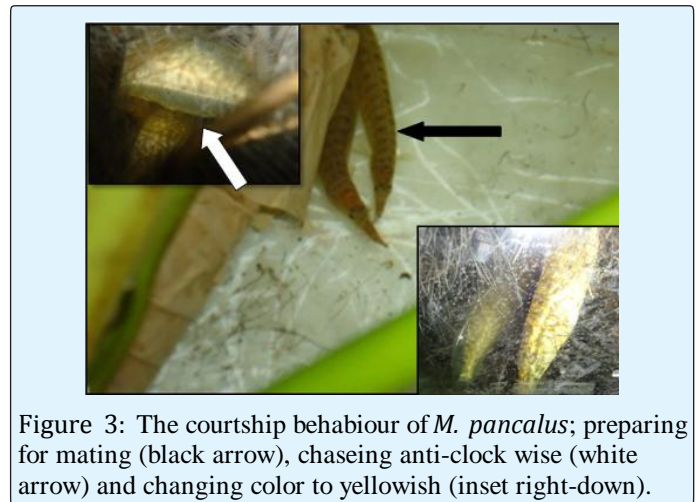 Figure 3: The courtship behabiour of M. pancalus; preparing
for mating (black arrow), chaseing anti-clock wise (white
arrow) and changing color to yellowish (inset right-down).